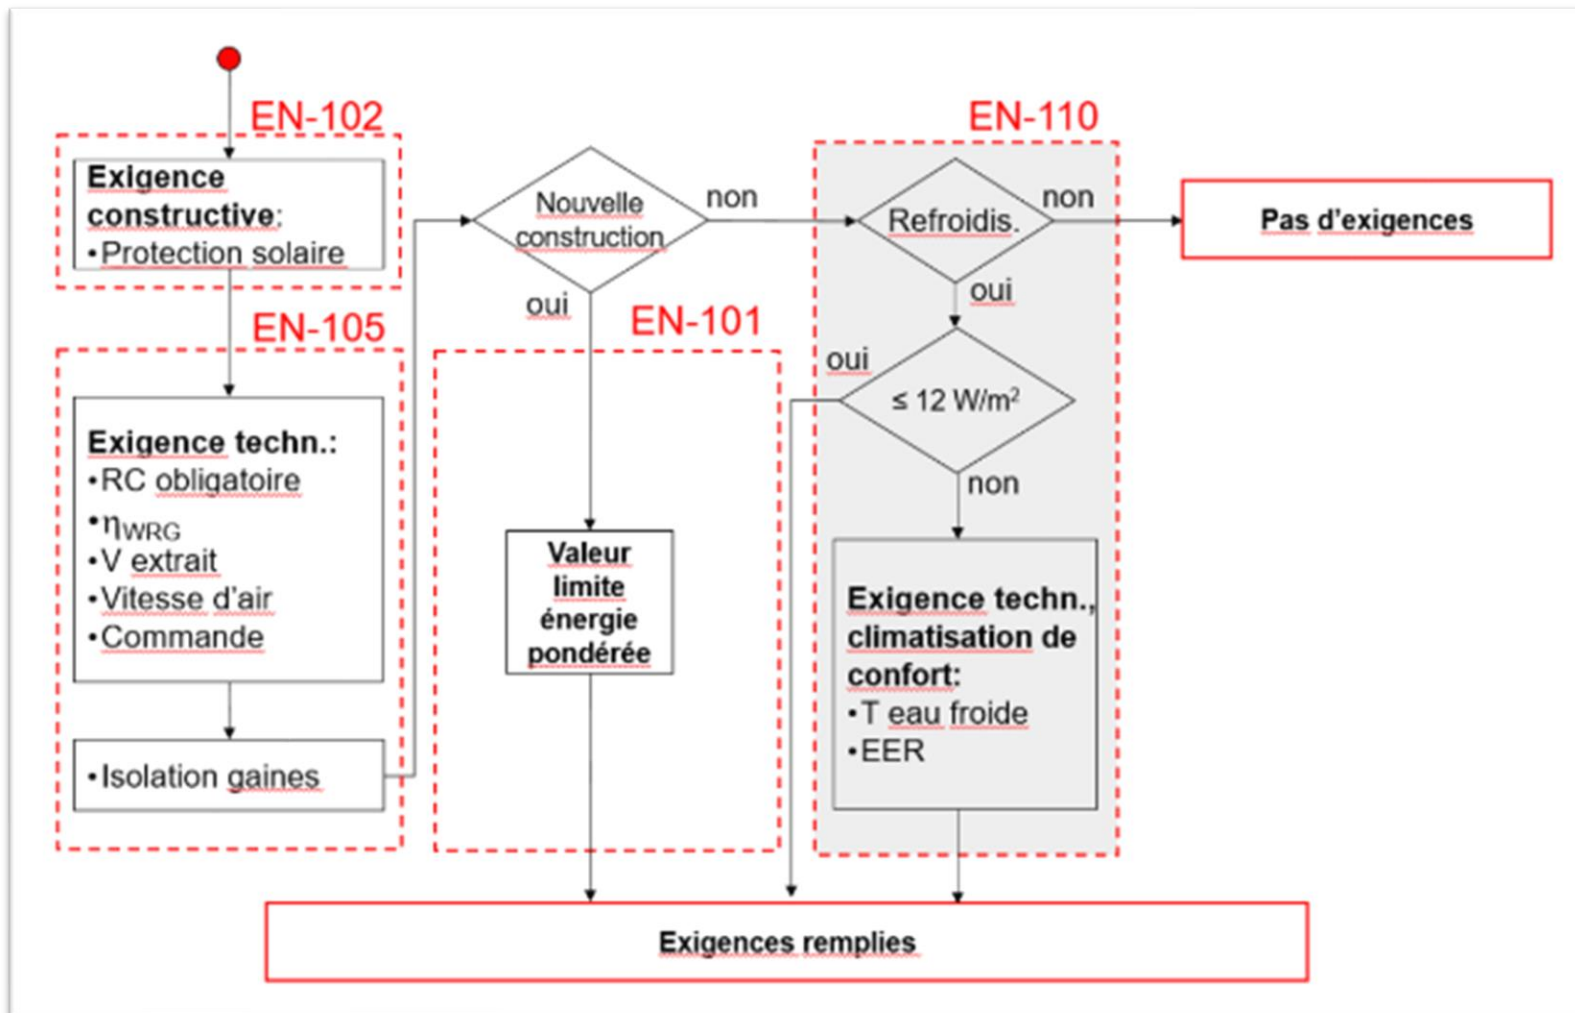 EN-102
Exigence
constructive:
•Protection solaire
EN-105
Exigence techn.:
•RC obligatoire
•ηWRG
•V extrait
•Vitesse d'air
•Commande
•Isolation gaines
Nouvelle
construction
non
oui
EN-101
Valeur
limite
énergie
pondérée
EN-110
Refroidis.
non
oui
oui
≤ 12 W/m²
non
Exigence techn.,
climatisation de
confort:
•T eau froide
•EER
Pas d'exigences
Exigences remplies